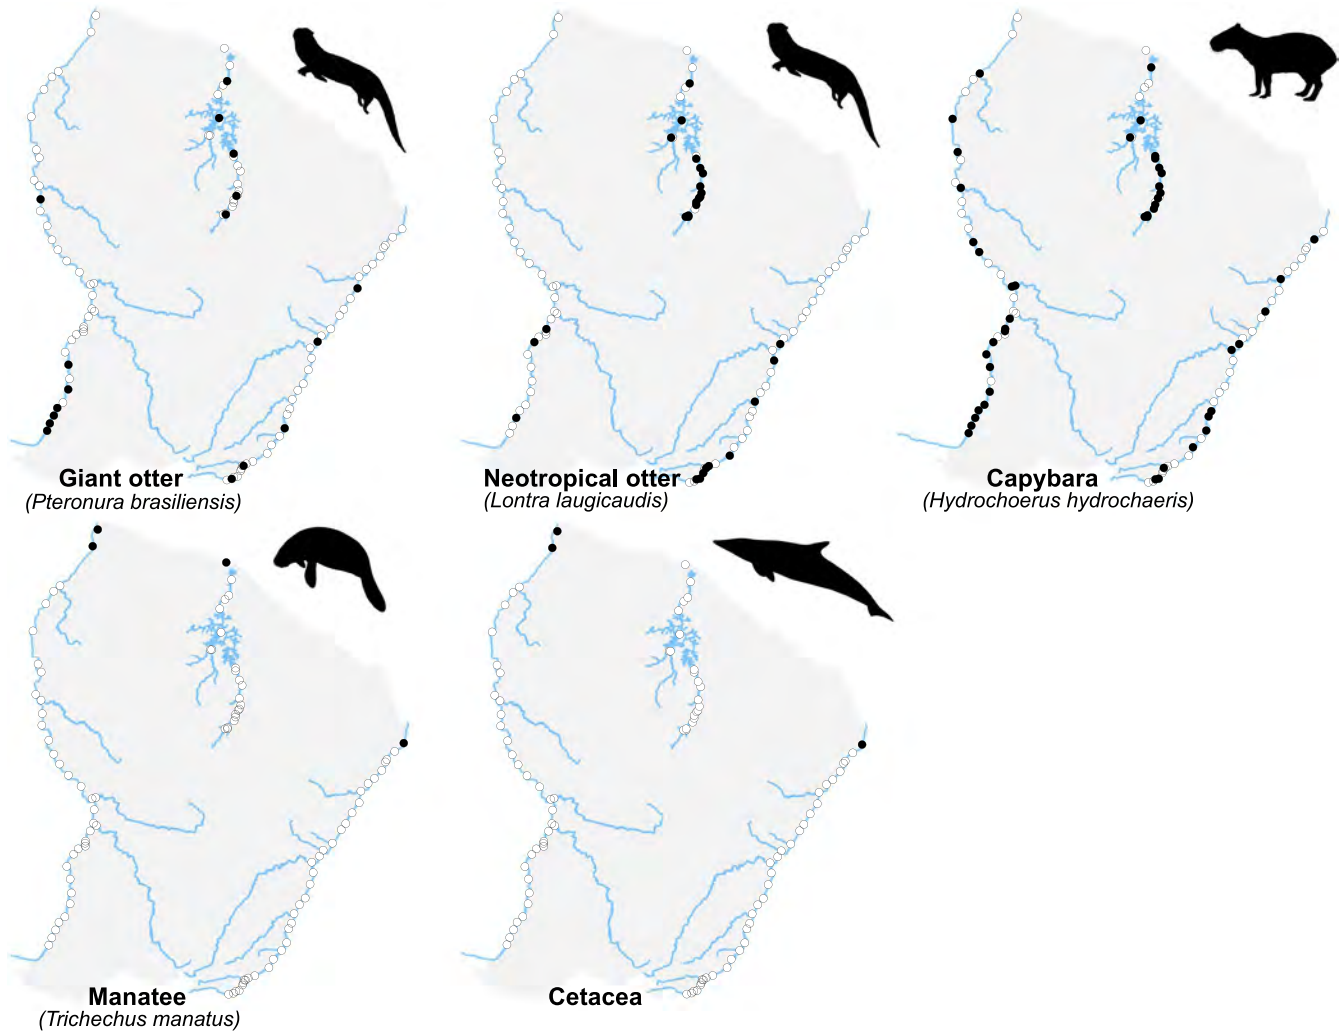 Giant otter
(Pteronura brasiliensis)
Neotropical otter
(Lontra laugicaudis)
Capybara
(Hydrochoerus hydrochaeris)
Manatee
(Trichechus manatus)
Cetacea